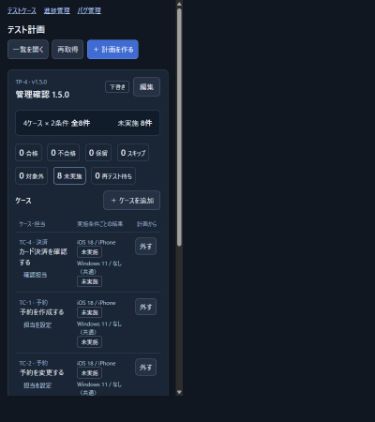 テストケース 進捗管理 バグ管理
テスト計画
一覧を開く 再取得 ＋ 計画を作る
TP-4・v1.5.0
管理確認 1.5.0
下書き 編集
4ケース × 2条件 全8件 未実施 8件
0 合格 0 不合格 0 保留 0 スキップ
0 対象外 8 未実施 0 再テスト待ち
ケース ＋ ケースを追加
ケース・担当 実施条件ごとの結果 計画から
TC-4・決済
カード決済を確認する
確認担当
iOS 18 / iPhone
未実施
Windows 11 / なし（共通）
未実施
外す
TC-1・予約
予約を作成する
担当を設定
iOS 18 / iPhone
未実施
Windows 11 / なし（共通）
未実施
外す
TC-2・予約
予約を変更する
担当を設定
iOS 18 / iPhone
未実施
Windows 11 / なし（共通）
外す